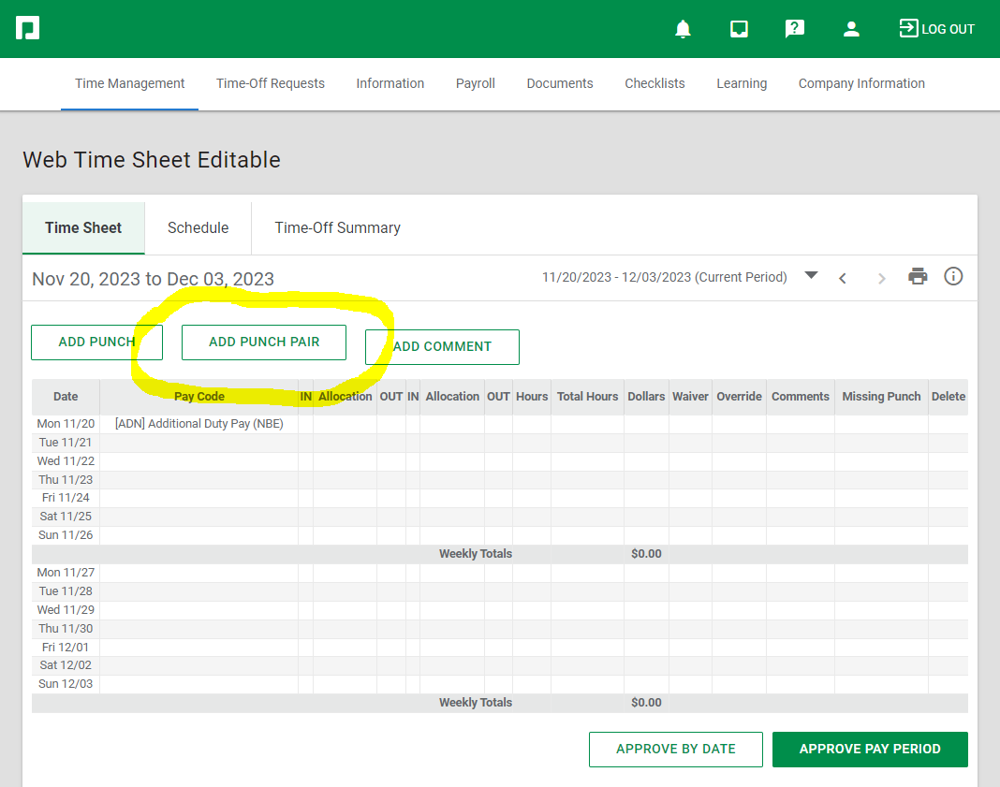 LOG OUT
Time Management Time-Off Requests Information Payroll Documents Checklists Learning Company Information
Web Time Sheet Editable
Time Sheet Schedule Time-Off Summary
Nov 20, 2023 to Dec 03, 2023 11/20/2023 - 12/03/2023 (Current Period)
ADD PUNCH ADD PUNCH PAIR ADD COMMENT
Date Pay Code IN Allocation OUT IN Allocation OUT Hours Total Hours Dollars Waiver Override Comments Missing Punch Delete
Mon 11/20 [ADN] Additional Duty Pay (NBE)
Tue 11/21
Wed 11/22
Thu 11/23
Fri 11/24
Sat 11/25
Sun 11/26
Weekly Totals $0.00
Mon 11/27
Tue 11/28
Wed 11/29
Thu 11/30
Fri 12/01
Sat 12/02
Sun 12/03
Weekly Totals $0.00
APPROVE BY DATE APPROVE PAY PERIOD